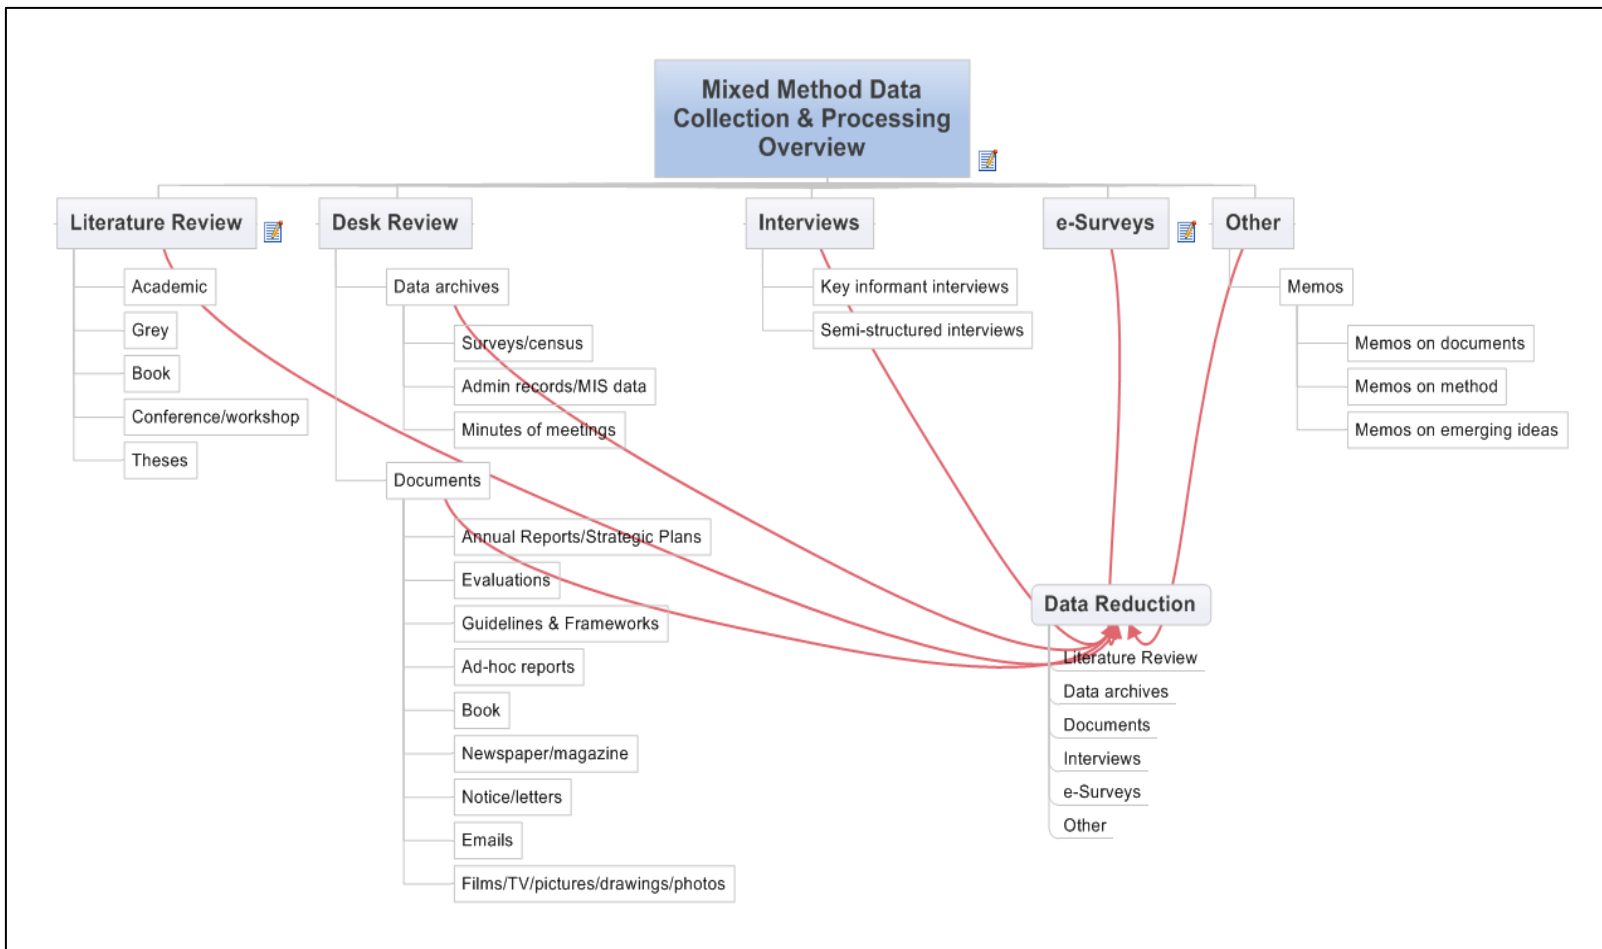 Mixed Method Data
Collection & Processing
Overview
Literature Review
Academic
Grey
Book
Conference/workshop
Theses
Desk Review
Data archives
Surveys/census
Admin records/MIS data
Minutes of meetings
Documents
Annual Reports/Strategic Plans
Evaluations
Guidelines & Frameworks
Ad-hoc reports
Book
Newspaper/magazine
Notice/letters
Emails
Films/TV/pictures/drawings/photos
Interviews
Key informant interviews
Semi-structured interviews
e-Surveys
Other
Memos
Memos on documents
Memos on method
Memos on emerging ideas
Data Reduction
Literature Review
Data archives
Documents
Interviews
e-Surveys
Other